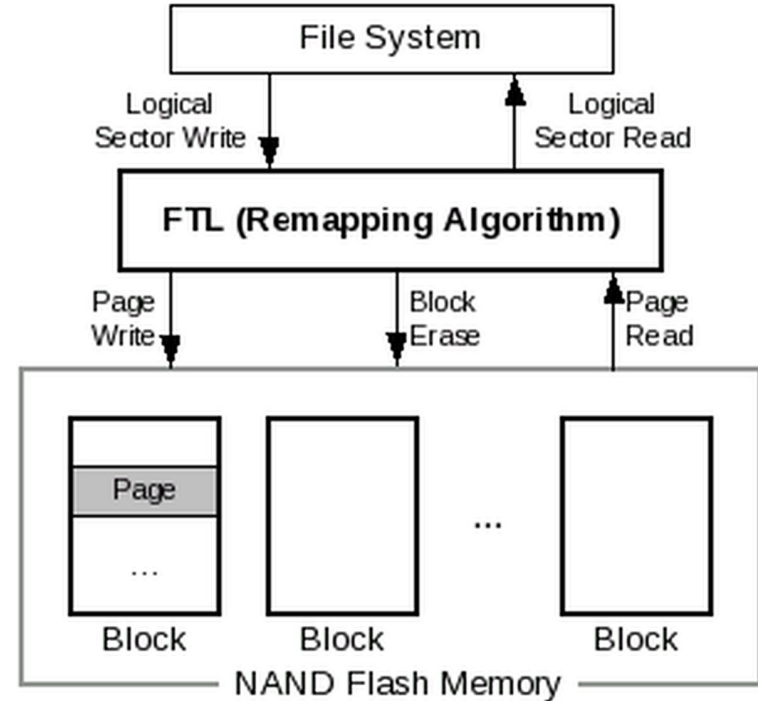 File System
Logical
Sector Write
Logical
Sector Read
FTL (Remapping Algorithm)
Page
Write
Block
Erase
Page
Read
Page
...
...
Block
Block
Block
NAND Flash Memory